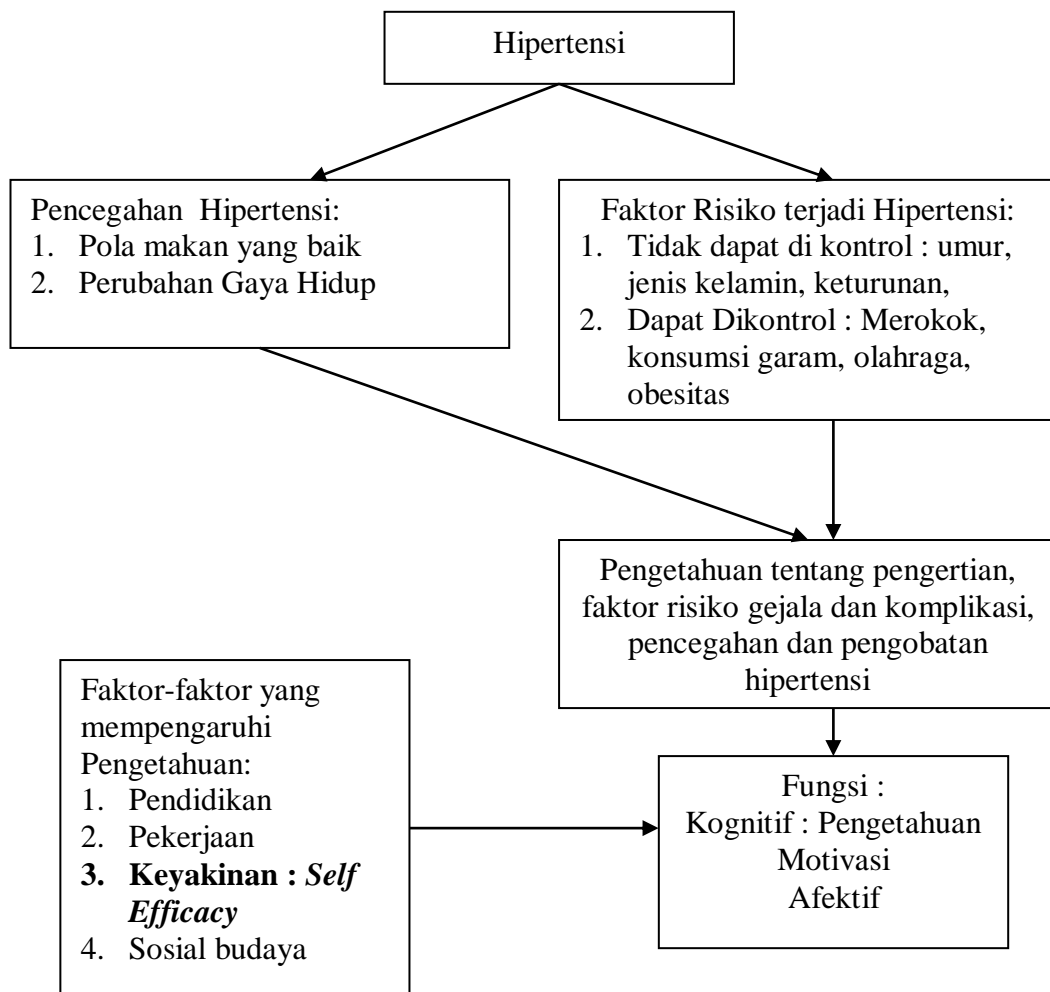 Hipertensi
Pencegahan Hipertensi:
1. Pola makan yang baik
2. Perubahan Gaya Hidup
Faktor Risiko terjadi Hipertensi:
1. Tidak dapat di kontrol : umur,
jenis kelamin, keturunan,
2. Dapat Dikontrol : Merokok,
konsumsi garam, olahraga,
obesitas
Pengetahuan tentang pengertian,
faktor risiko gejala dan komplikasi,
pencegahan dan pengobatan
hipertensi
Faktor-faktor yang
mempengaruhi
Pengetahuan:
1. Pendidikan
2. Pekerjaan
3. Keyakinan : Self
Efficacy
4. Sosial budaya
Fungsi :
Kognitif : Pengetahuan
Motivasi
Afektif